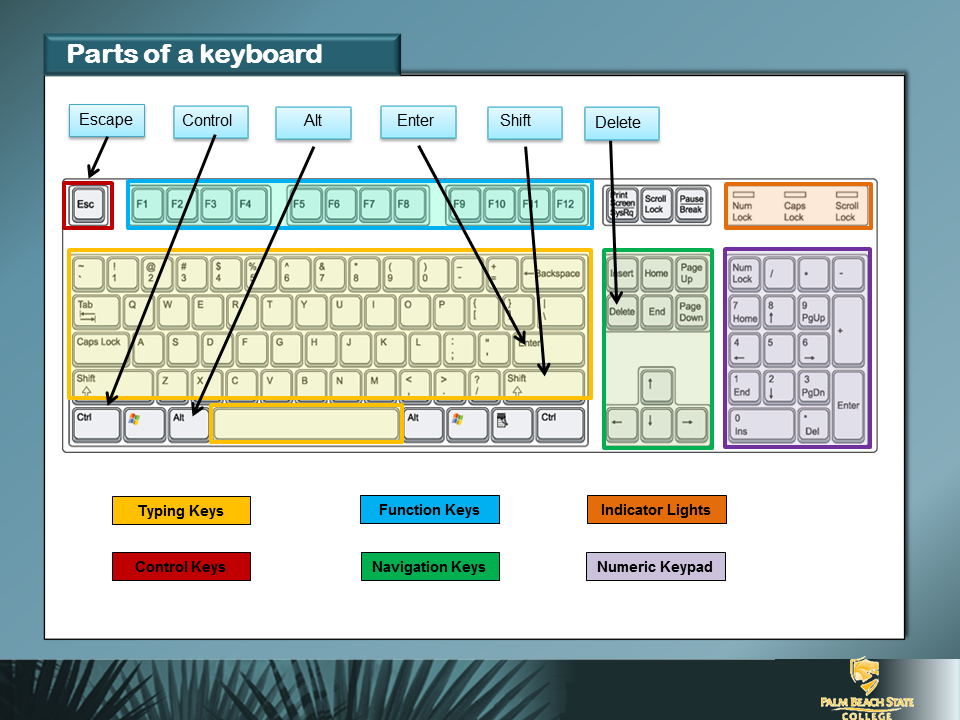 Parts of a keyboard
Escape Control Alt Enter Shift Delete
Esc F1 F2 F3 F4 F5 F6 F7 F8 F9 F10 F11 F12 Print Screen SysRq Scroll Lock Pause Break Num Lock Caps Lock Scroll Lock
~ ` ! 1 @ 2 # 3 $ 4 % 5 ^ 6 & 7 * 8 ( 9 ) 0 _ - + = ←Backspace Insert Home Page Up Num Lock / * -
Tab Q W E R T Y U I O P { [ } ] | \ Delete End Page Down 7 Home 8 ↑ 9 PgUp +
Caps Lock A S D F G H J K L : ; " ' Enter 4 ← 5 6 →
Shift Z X C V B N M < , > . ? / Shift ↑ 1 End 2 ↓ 3 PgDn Enter
Ctrl Alt Alt Ctrl ← ↓ → 0 Ins • Del
Typing Keys Function Keys Indicator Lights
Control Keys Navigation Keys Numeric Keypad
PALM BEACH STATE
COLLEGE